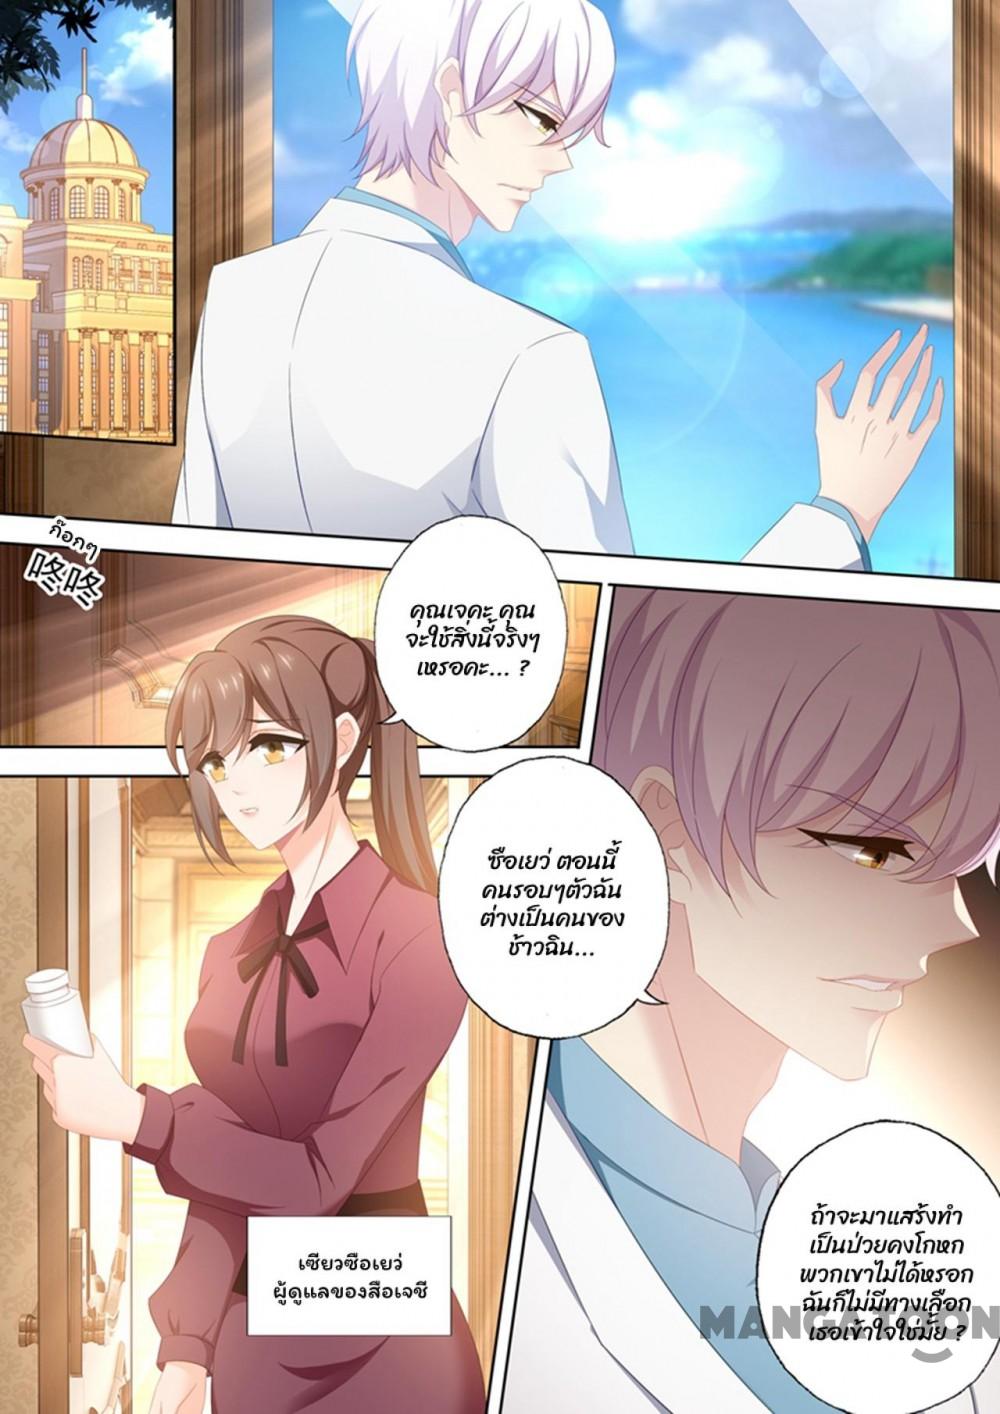 ก๊อกๆ
咚咚
คุณเจคะ คุณ
จะใช้สิ่งนี้จริงๆ
เหรอคะ... ?
ซือเยว่ ตอนนี้
คนรอบๆตัวฉัน
ต่างเป็นคนของ
ช้าวฉิน...
เซียวซือเยว่
ผู้ดูแลของสือเจชี
ถ้าจะมาแสร้งทำ
เป็นป่วยคงโกหก
พวกเขาไม่ได้หรอก
ฉันก็ไม่มีทางเลือก
เธอเข้าใจใช่มั้ย ?
MANGATOON